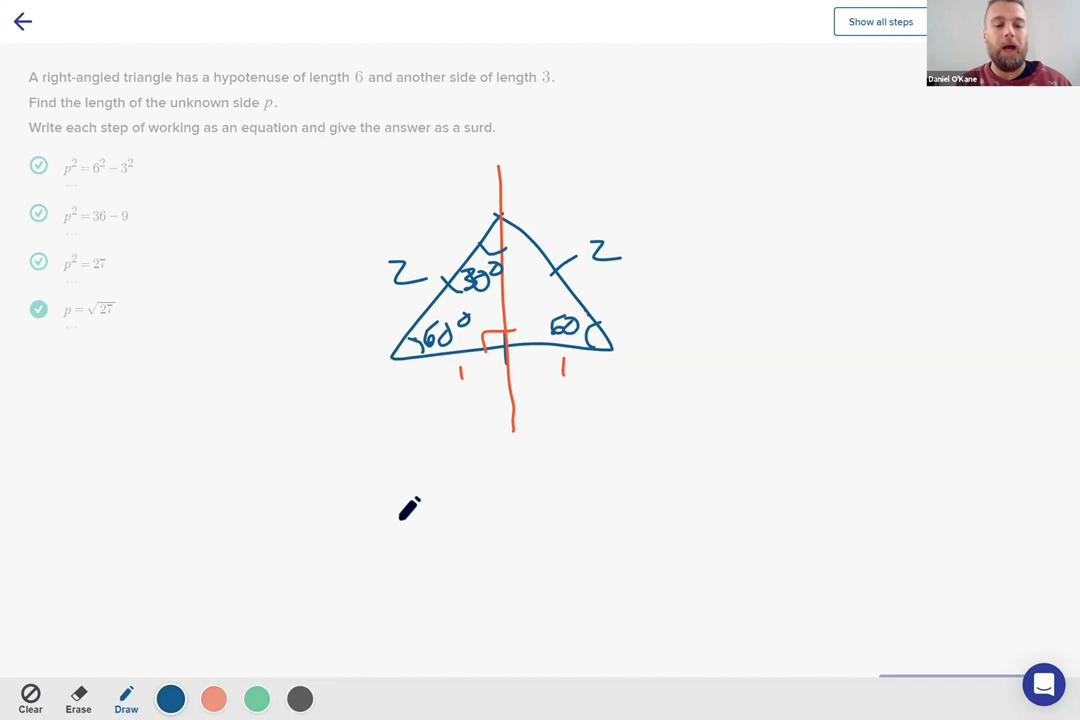 Show all steps
Daniel O'Kane
A right-angled triangle has a hypotenuse of length 6 and another side of length 3.
Find the length of the unknown side p.
Write each step of working as an equation and give the answer as a surd.
p² = 6² − 3²
...
p² = 36 − 9
...
p² = 27
...
p = √27
...
2
2
30°
60°
60
1
1
Clear
Erase
Draw